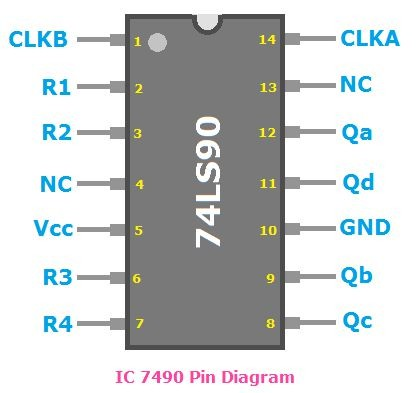 CLKB 1 14 CLKA
R1 2 13 NC
R2 3 12 Qa
NC 4 11 Qd
Vcc 5 10 GND
R3 6 9 Qb
R4 7 8 Qc
74LS90
IC 7490 Pin Diagram